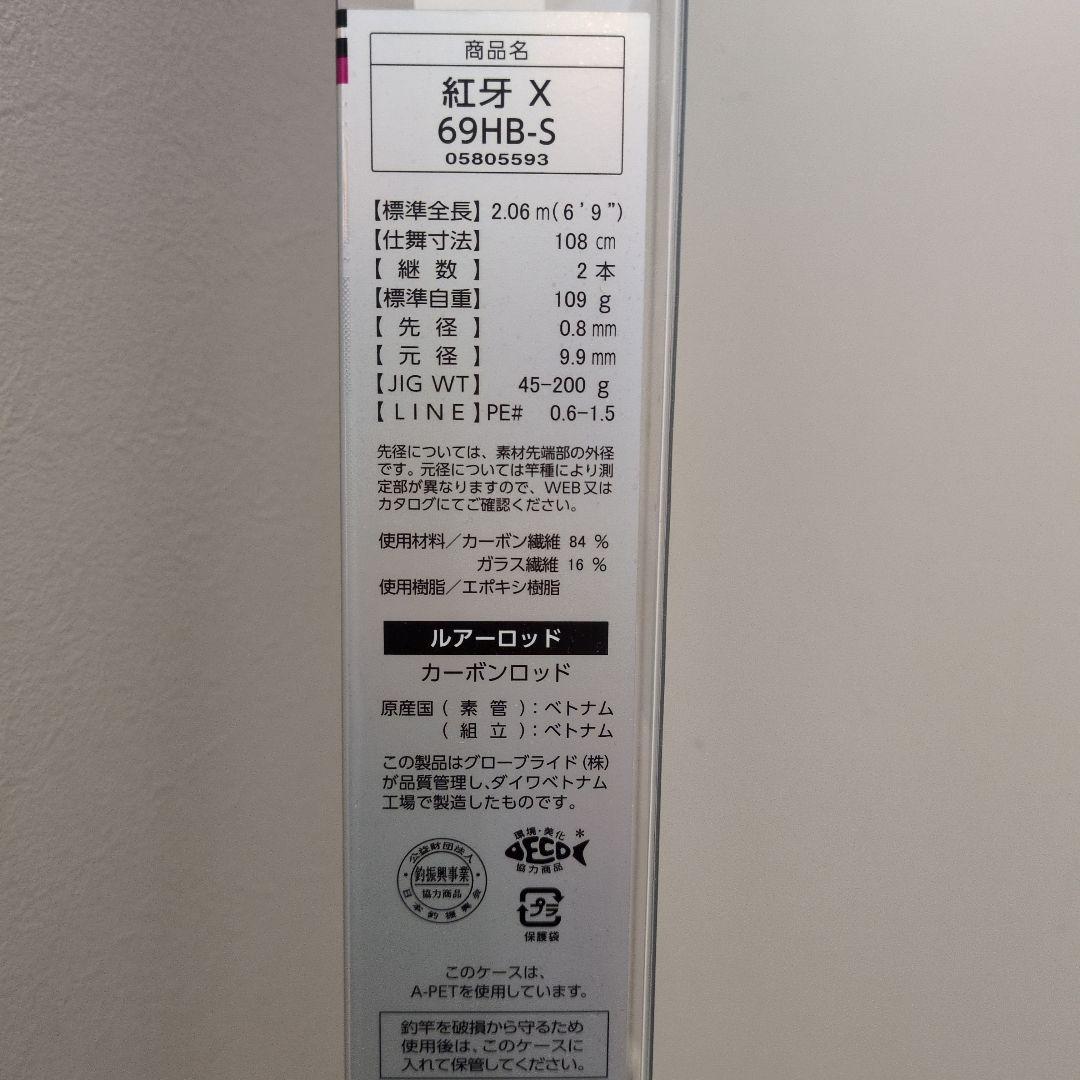 商品名
紅牙 X
69HB-S
05805593
【標準全長】 2.06 m(6'9")
【仕舞寸法】 108 cm
【継数】 2 本
【標準自重】 109 g
【先径】 0.8 mm
【元径】 9.9 mm
【JIG WT】 45-200 g
【LINE】PE# 0.6-1.5
先径については、素材先端部の外径
です。元径については竿種により測
定部が異なりますので、WEB又は
カタログにてご確認ください。
使用材料／カーボン繊維 84 %
ガラス繊維 16 %
使用樹脂／エポキシ樹脂
ルアーロッド
カーボンロッド
原産国(素管):ベトナム
(組立):ベトナム
この製品はグローブライド(株)
が品質管理し、ダイワベトナム
工場で製造したものです。
公益財団法人
釣振興事業
協力商品
日本釣振興会
環境・美化
*
DECO
協力商品
プラ
保護袋
このケースは、
A-PETを使用しています。
釣竿を破損から守るため
使用後は、このケースに
入れて保管してください。